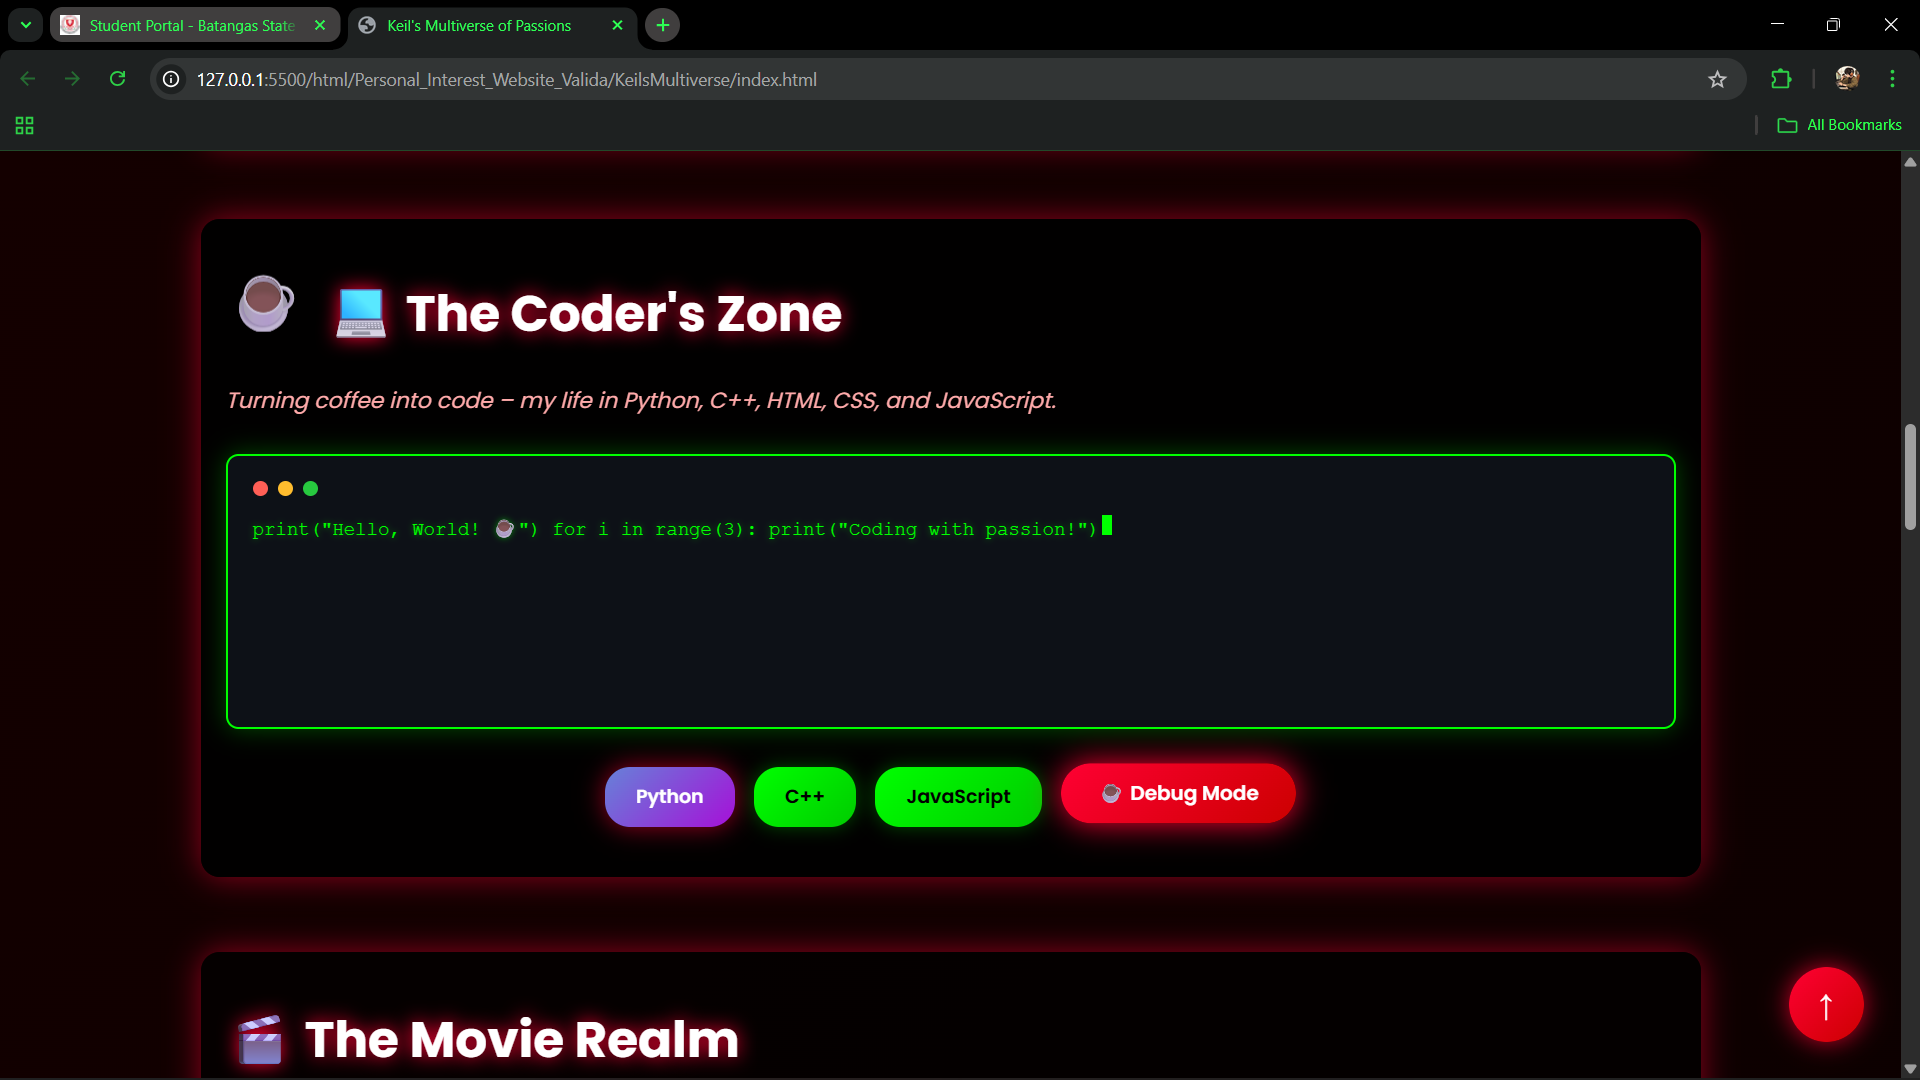 Student Portal - Batangas State
Keil's Multiverse of Passions
127.0.0.1:5500/html/Personal_Interest_Website_Valida/KeilsMultiverse/index.html
All Bookmarks
The Coder's Zone
Turning coffee into code – my life in Python, C++, HTML, CSS, and JavaScript.
print("Hello, World! ☕") for i in range(3): print("Coding with passion!")
Python
C++
JavaScript
☕ Debug Mode
↑
The Movie Realm